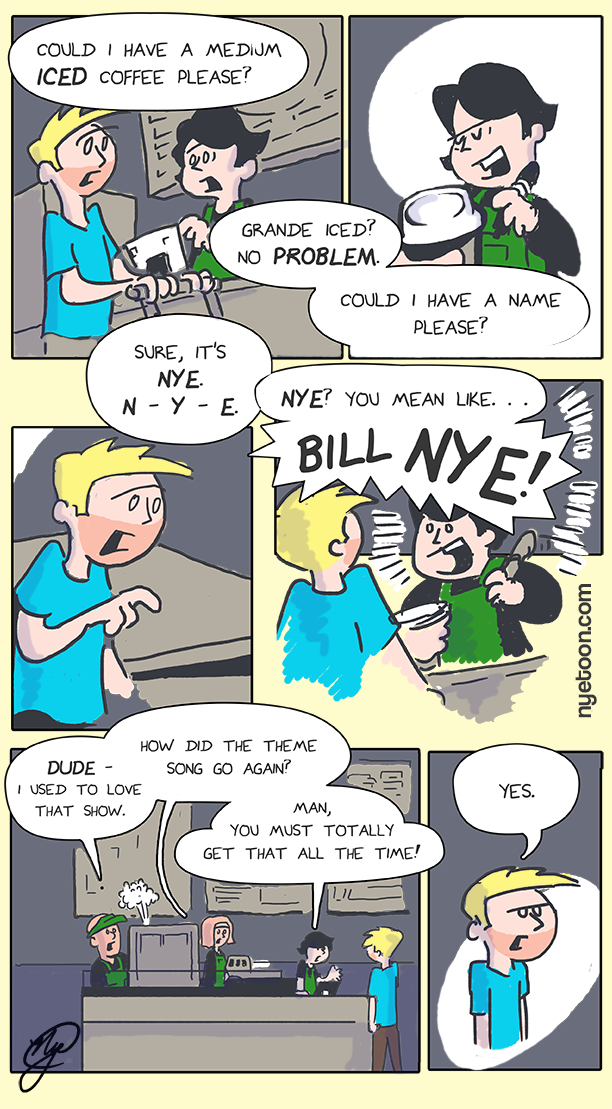 COULD I HAVE A MEDIUM
ICED COFFEE PLEASE?
GRANDE ICED?
NO PROBLEM.
COULD I HAVE A NAME
PLEASE?
SURE, IT'S
NYE.
N - Y - E.
NYE? YOU MEAN LIKE. . .
BILL NYE!
nyetoon.com
DUDE -
I USED TO LOVE
THAT SHOW.
HOW DID THE THEME
SONG GO AGAIN?
MAN,
YOU MUST TOTALLY
GET THAT ALL THE TIME!
YES.